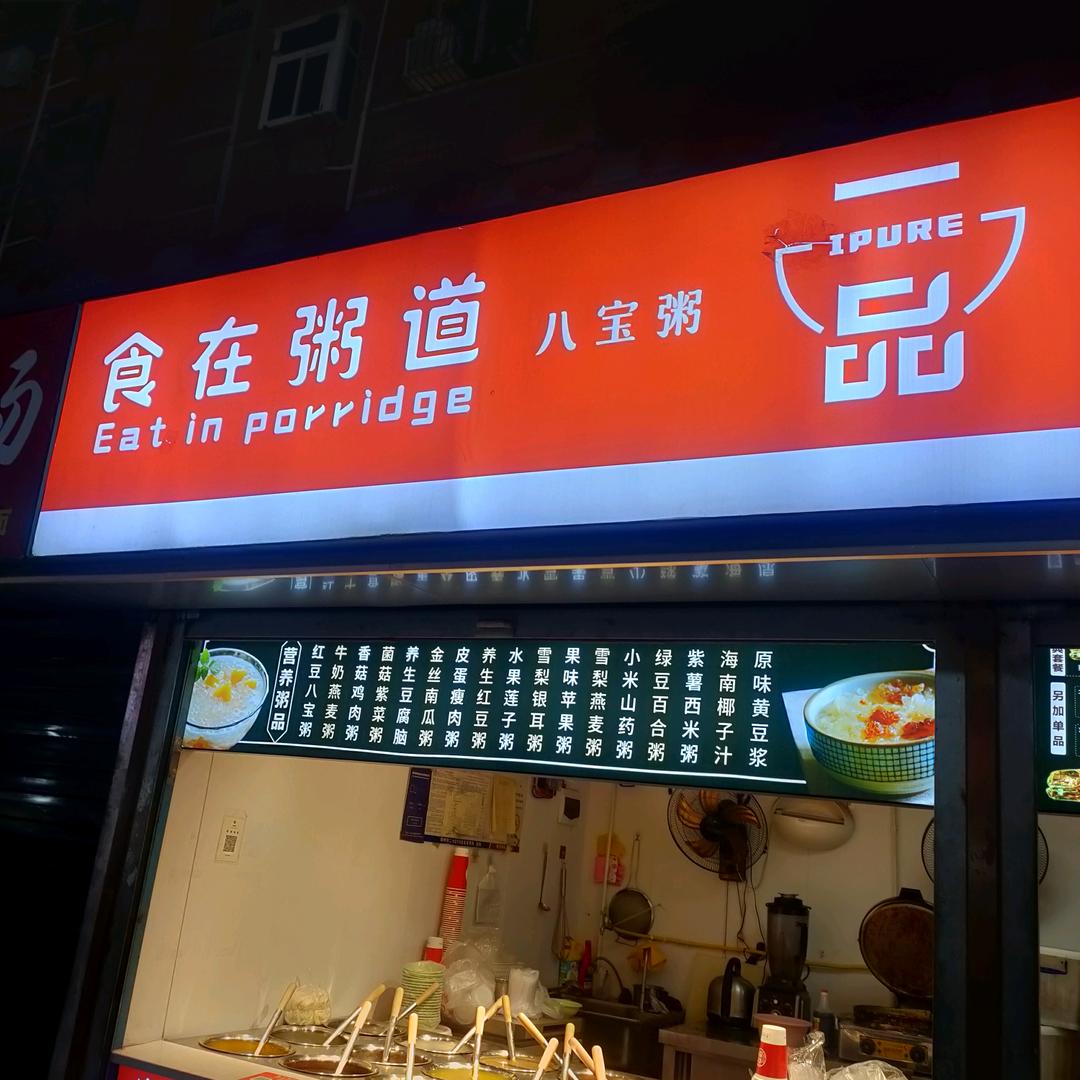 食在粥道
Eat in porridge
八宝粥
一
IPURE
品
营养粥品
红豆八宝粥
牛奶燕麦粥
香菇鸡肉粥
菌菇紫菜粥
养生豆腐脑
金丝南瓜粥
皮蛋瘦肉粥
养生红豆粥
水果莲子粥
雪梨银耳粥
果味苹果粥
雪梨燕麦粥
小米山药粥
绿豆百合粥
紫薯西米粥
海南椰子汁
原味黄豆浆
套餐
另加单品